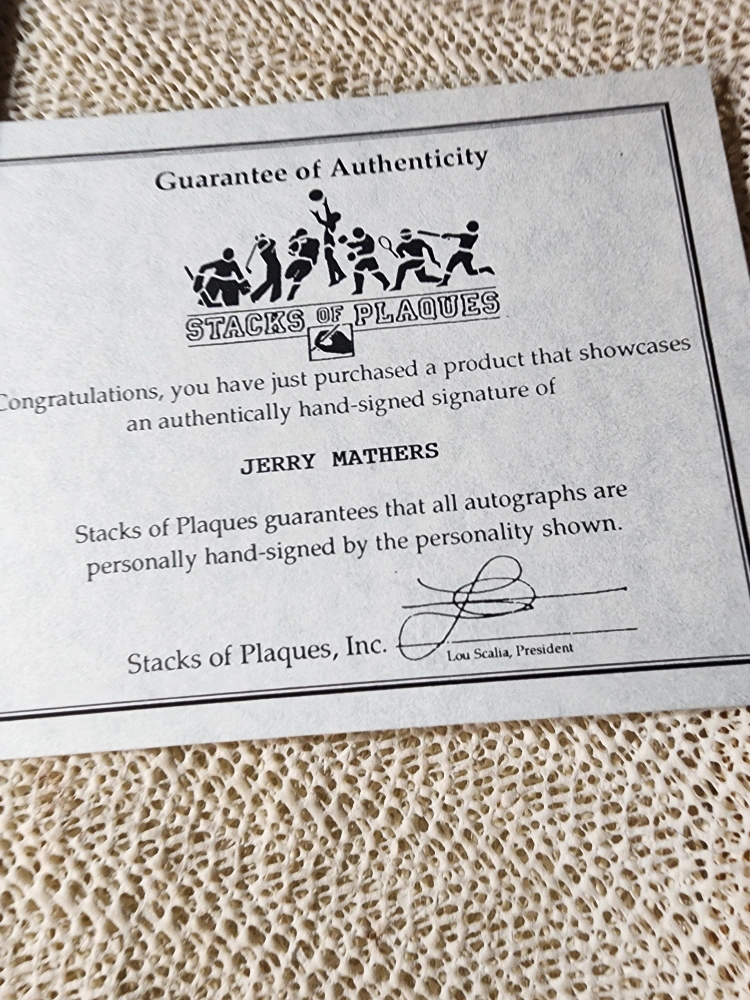 Guarantee of Authenticity
STACKS OF PLAQUES
Congratulations, you have just purchased a product that showcases
an authentically hand-signed signature of
JERRY MATHERS
Stacks of Plaques guarantees that all autographs are
personally hand-signed by the personality shown.
Stacks of Plaques, Inc.
Lou Scalia, President